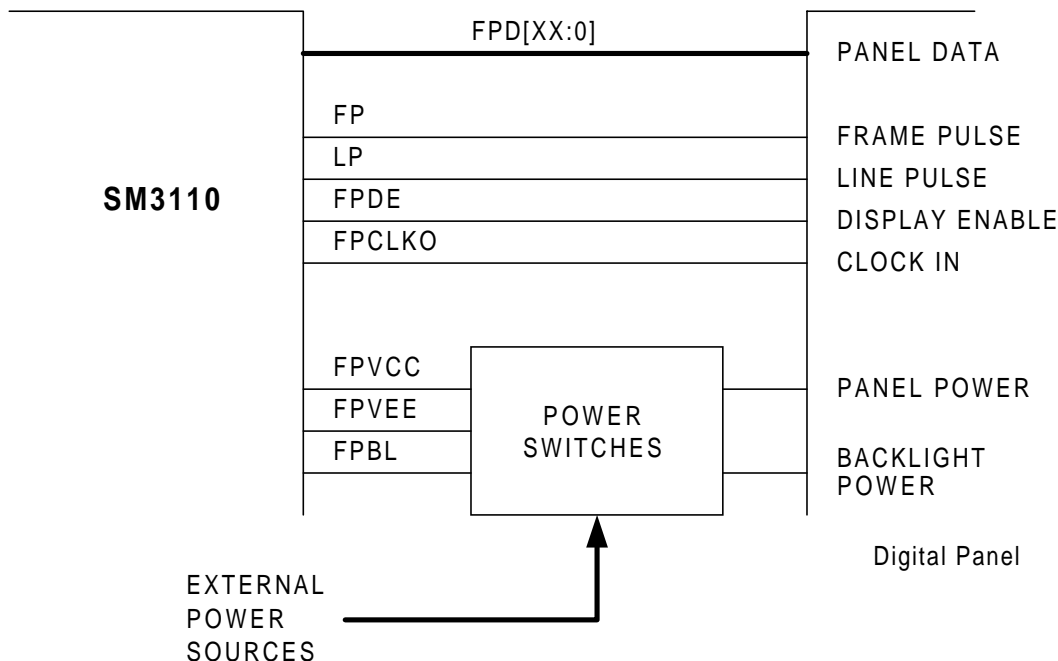 FPD[XX:0]
PANEL DATA
FP
FRAME PULSE
LP
LINE PULSE
SM3110
FPDE
DISPLAY ENABLE
FPCLKO
CLOCK IN
FPVCC
PANEL POWER
FPVEE
POWER
SWITCHES
FPBL
BACKLIGHT
POWER
Digital Panel
EXTERNAL
POWER
SOURCES